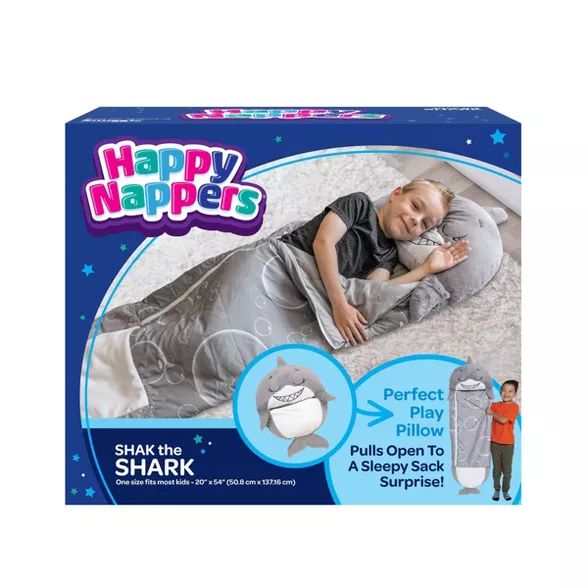 Happy
Nappers
Perfect
Play
Pillow
Pulls Open To
A Sleepy Sack
Surprise!
SHAK the
SHARK
One size fits most kids - 20" x 54" (50.8 cm x 137.16 cm)